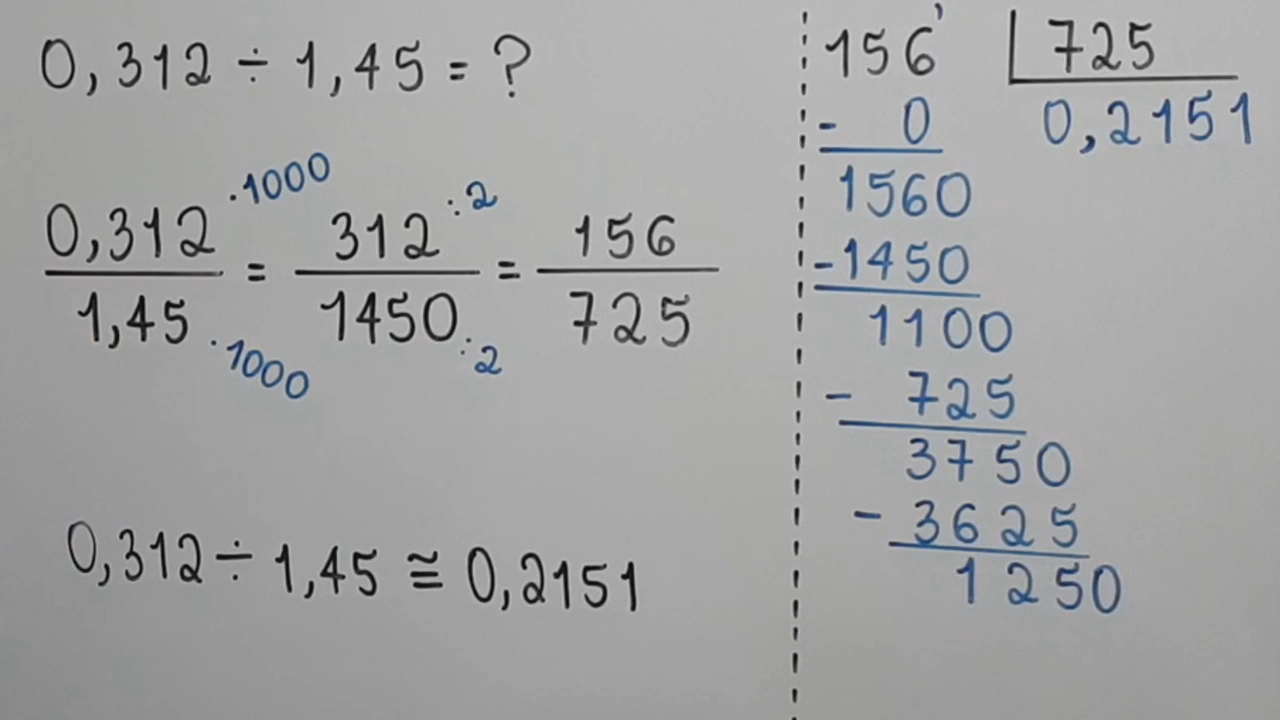 0,312 ÷ 1,45 = ?
0,312 .1000 / 1,45 .1000 = 312 :2 / 1450 :2 = 156 / 725
0,312 ÷ 1,45 ≅ 0,2151
156' | 725
- 0 0,2151
1560
-1450
1100
- 725
3750
- 3625
1250